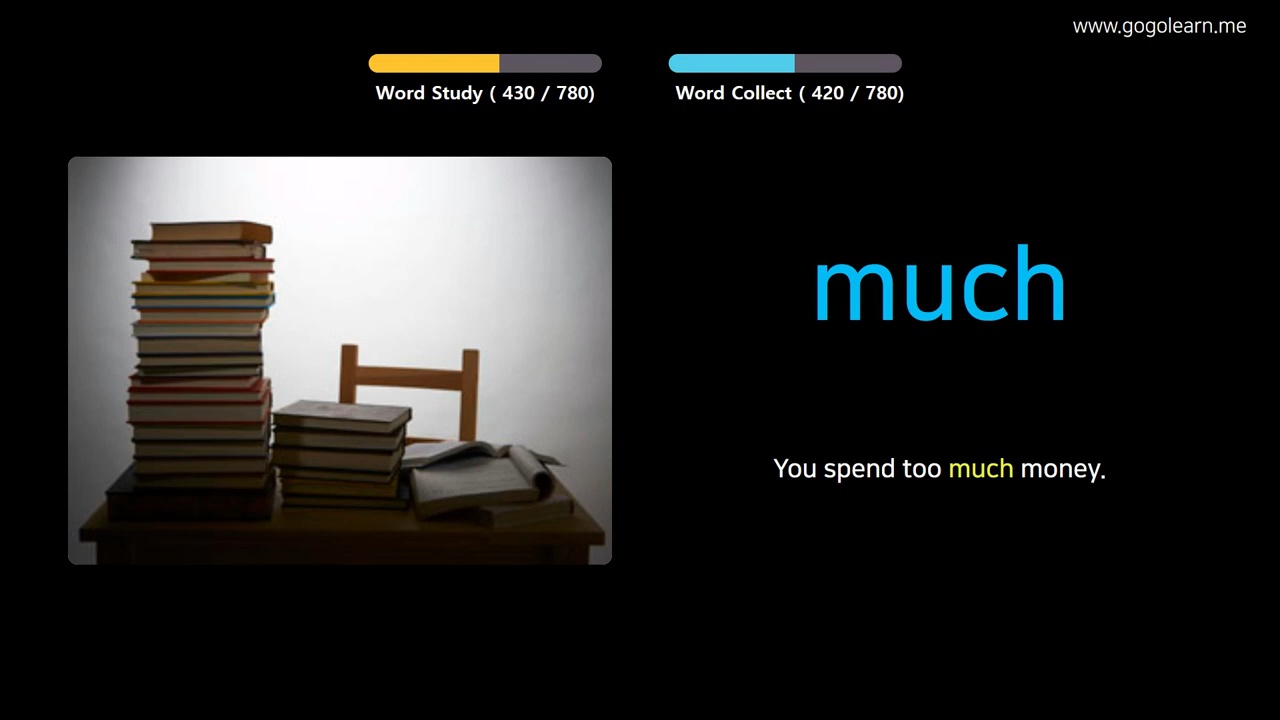 www.gogolearn.me
Word Study ( 430 / 780)
Word Collect ( 420 / 780)
much
You spend too much money.